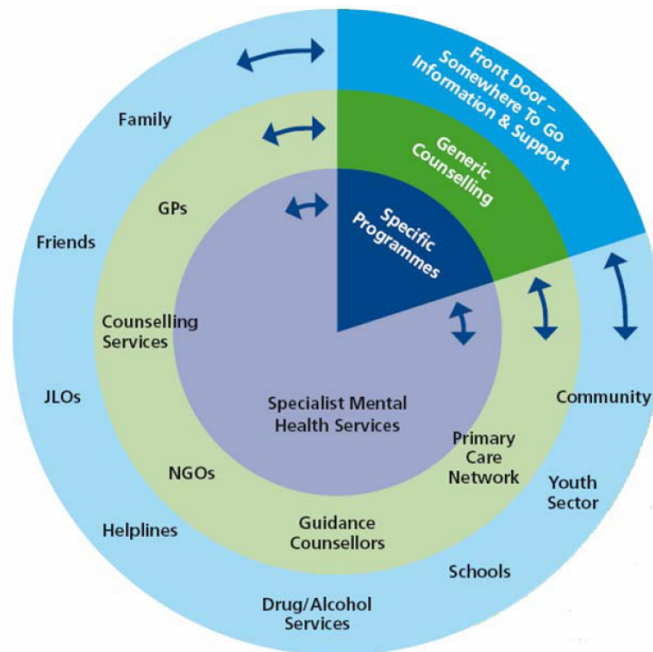 Front Door –
Somewhere To Go
Information & Support
Generic
Counselling
Specific
Programmes
Family
GPs
Friends
Counselling
Services
JLOs
Specialist Mental
Health Services
Community
Primary
Care
Network
NGOs
Youth
Sector
Helplines
Guidance
Counsellors
Schools
Drug/Alcohol
Services